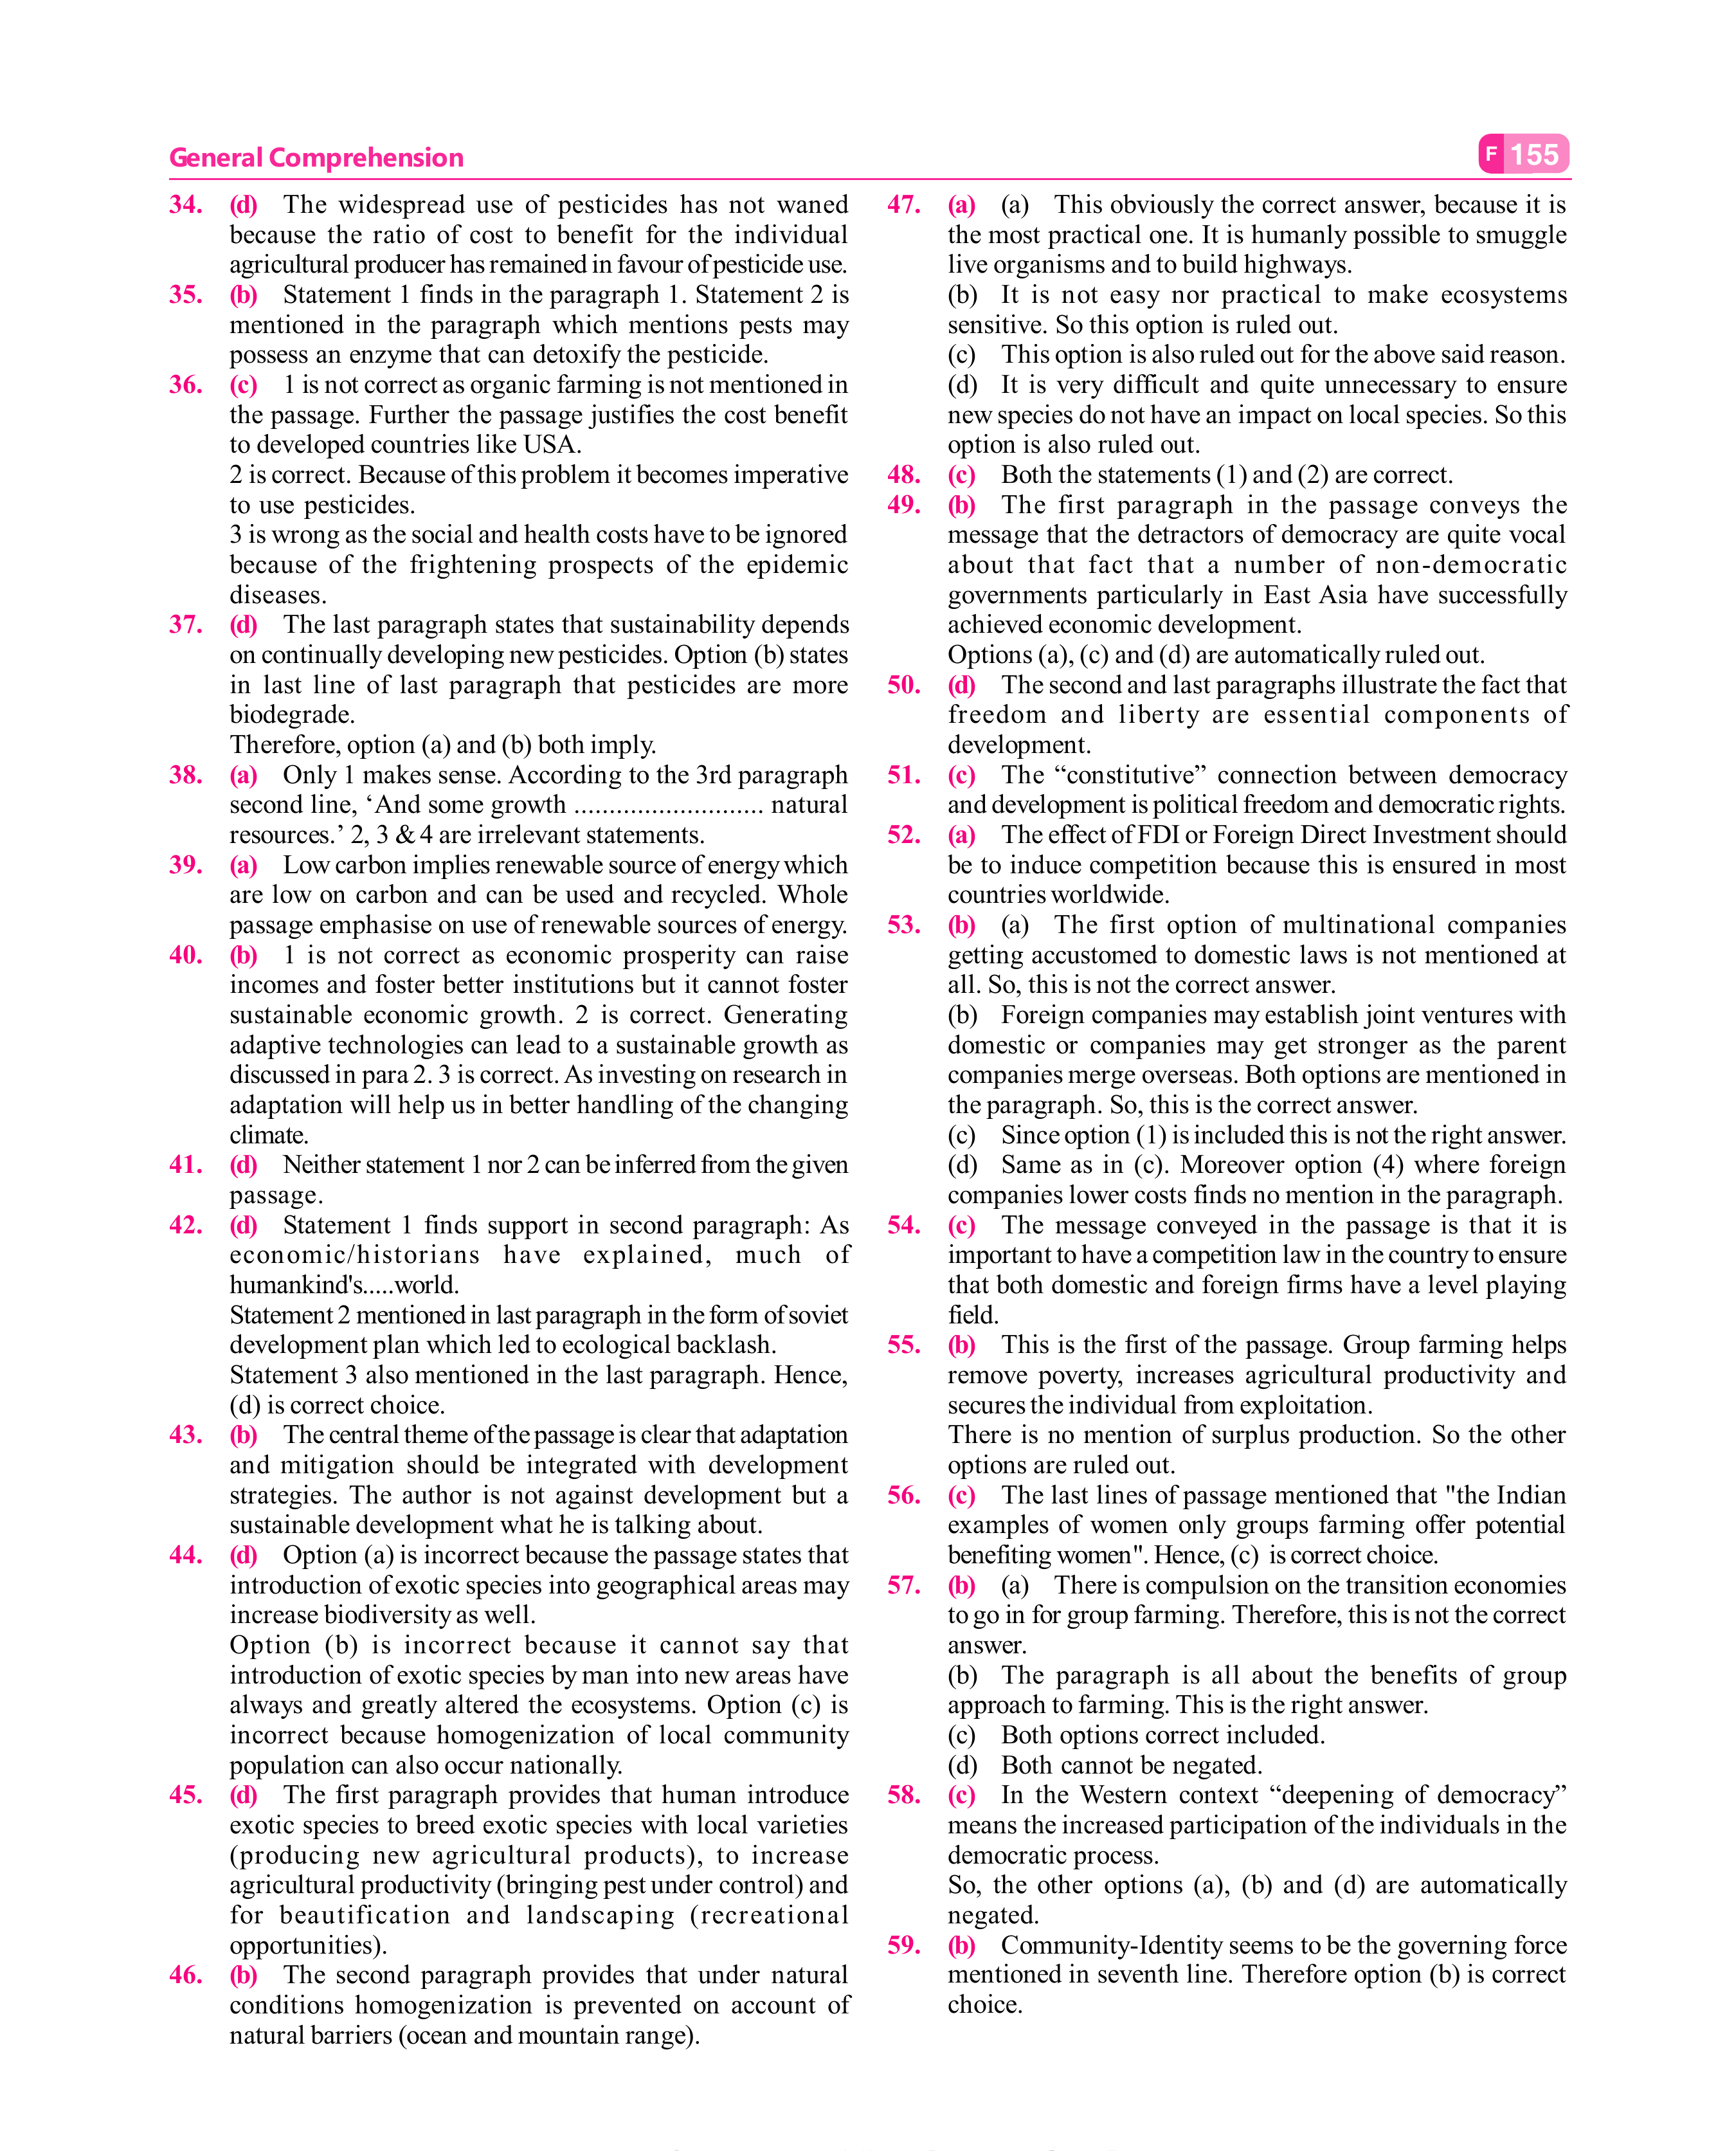 General Comprehension
F 155
34. (d) The widespread use of pesticides has not waned
because the ratio of cost to benefit for the individual
agricultural producer has remained in favour of pesticide use.
35. (b) Statement 1 finds in the paragraph 1. Statement 2 is
mentioned in the paragraph which mentions pests may
possess an enzyme that can detoxify the pesticide.
36. (c) 1 is not correct as organic farming is not mentioned in
the passage. Further the passage justifies the cost benefit
to developed countries like USA.
2 is correct. Because of this problem it becomes imperative
to use pesticides.
3 is wrong as the social and health costs have to be ignored
because of the frightening prospects of the epidemic
diseases.
37. (d) The last paragraph states that sustainability depends
on continually developing new pesticides. Option (b) states
in last line of last paragraph that pesticides are more
biodegrade.
Therefore, option (a) and (b) both imply.
38. (a) Only 1 makes sense. According to the 3rd paragraph
second line, ‘And some growth ........................... natural
resources.’ 2, 3 & 4 are irrelevant statements.
39. (a) Low carbon implies renewable source of energy which
are low on carbon and can be used and recycled. Whole
passage emphasise on use of renewable sources of energy.
40. (b) 1 is not correct as economic prosperity can raise
incomes and foster better institutions but it cannot foster
sustainable economic growth. 2 is correct. Generating
adaptive technologies can lead to a sustainable growth as
discussed in para 2. 3 is correct. As investing on research in
adaptation will help us in better handling of the changing
climate.
41. (d) Neither statement 1 nor 2 can be inferred from the given
passage.
42. (d) Statement 1 finds support in second paragraph: As
economic/historians have explained, much of
humankind's.....world.
Statement 2 mentioned in last paragraph in the form of soviet
development plan which led to ecological backlash.
Statement 3 also mentioned in the last paragraph. Hence,
(d) is correct choice.
43. (b) The central theme of the passage is clear that adaptation
and mitigation should be integrated with development
strategies. The author is not against development but a
sustainable development what he is talking about.
44. (d) Option (a) is incorrect because the passage states that
introduction of exotic species into geographical areas may
increase biodiversity as well.
Option (b) is incorrect because it cannot say that
introduction of exotic species by man into new areas have
always and greatly altered the ecosystems. Option (c) is
incorrect because homogenization of local community
population can also occur nationally.
45. (d) The first paragraph provides that human introduce
exotic species to breed exotic species with local varieties
(producing new agricultural products), to increase
agricultural productivity (bringing pest under control) and
for beautification and landscaping (recreational
opportunities).
46. (b) The second paragraph provides that under natural
conditions homogenization is prevented on account of
natural barriers (ocean and mountain range).
47. (a) (a) This obviously the correct answer, because it is
the most practical one. It is humanly possible to smuggle
live organisms and to build highways.
(b) It is not easy nor practical to make ecosystems
sensitive. So this option is ruled out.
(c) This option is also ruled out for the above said reason.
(d) It is very difficult and quite unnecessary to ensure
new species do not have an impact on local species. So this
option is also ruled out.
48. (c) Both the statements (1) and (2) are correct.
49. (b) The first paragraph in the passage conveys the
message that the detractors of democracy are quite vocal
about that fact that a number of non-democratic
governments particularly in East Asia have successfully
achieved economic development.
Options (a), (c) and (d) are automatically ruled out.
50. (d) The second and last paragraphs illustrate the fact that
freedom and liberty are essential components of
development.
51. (c) The “constitutive” connection between democracy
and development is political freedom and democratic rights.
52. (a) The effect of FDI or Foreign Direct Investment should
be to induce competition because this is ensured in most
countries worldwide.
53. (b) (a) The first option of multinational companies
getting accustomed to domestic laws is not mentioned at
all. So, this is not the correct answer.
(b) Foreign companies may establish joint ventures with
domestic or companies may get stronger as the parent
companies merge overseas. Both options are mentioned in
the paragraph. So, this is the correct answer.
(c) Since option (1) is included this is not the right answer.
(d) Same as in (c). Moreover option (4) where foreign
companies lower costs finds no mention in the paragraph.
54. (c) The message conveyed in the passage is that it is
important to have a competition law in the country to ensure
that both domestic and foreign firms have a level playing
field.
55. (b) This is the first of the passage. Group farming helps
remove poverty, increases agricultural productivity and
secures the individual from exploitation.
There is no mention of surplus production. So the other
options are ruled out.
56. (c) The last lines of passage mentioned that "the Indian
examples of women only groups farming offer potential
benefiting women". Hence, (c) is correct choice.
57. (b) (a) There is compulsion on the transition economies
to go in for group farming. Therefore, this is not the correct
answer.
(b) The paragraph is all about the benefits of group
approach to farming. This is the right answer.
(c) Both options correct included.
(d) Both cannot be negated.
58. (c) In the Western context “deepening of democracy”
means the increased participation of the individuals in the
democratic process.
So, the other options (a), (b) and (d) are automatically
negated.
59. (b) Community-Identity seems to be the governing force
mentioned in seventh line. Therefore option (b) is correct
choice.